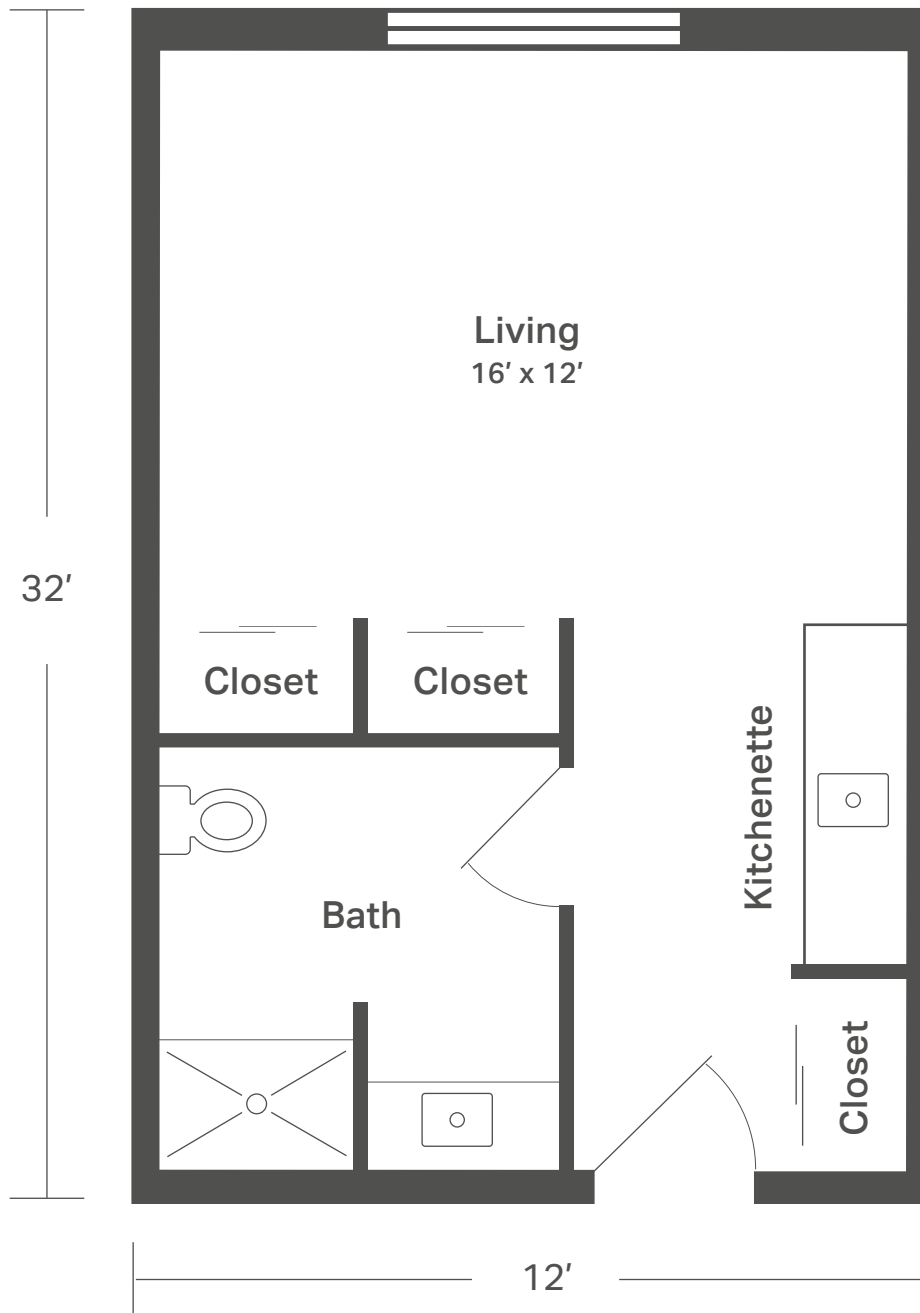 Living
16′ x 12′
32′
Closet
Closet
Kitchenette
Bath
Closet
12′